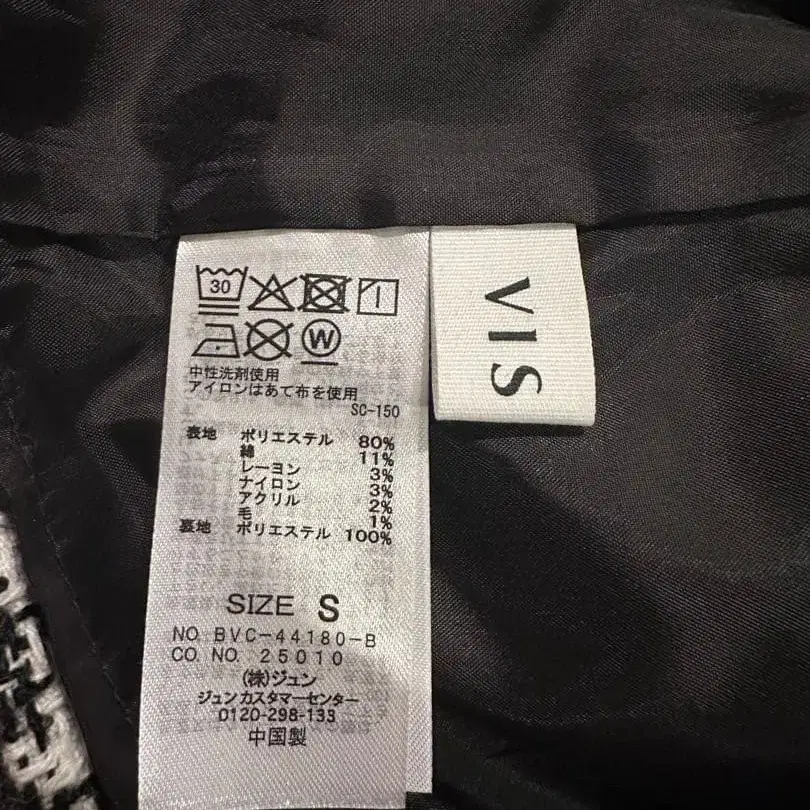 30
W
中性洗剤使用
アイロンはあて布を使用
SC-150
表地 ポリエステル 80%
綿 11%
レーヨン 3%
ナイロン 3%
アクリル 2%
毛 1%
裏地 ポリエステル 100%
SIZE S
NO. BVC-44180-B
CO. NO. 25010
(株)ジュン
ジュンカスタマーセンター
0120-298-133
中国製
VIS